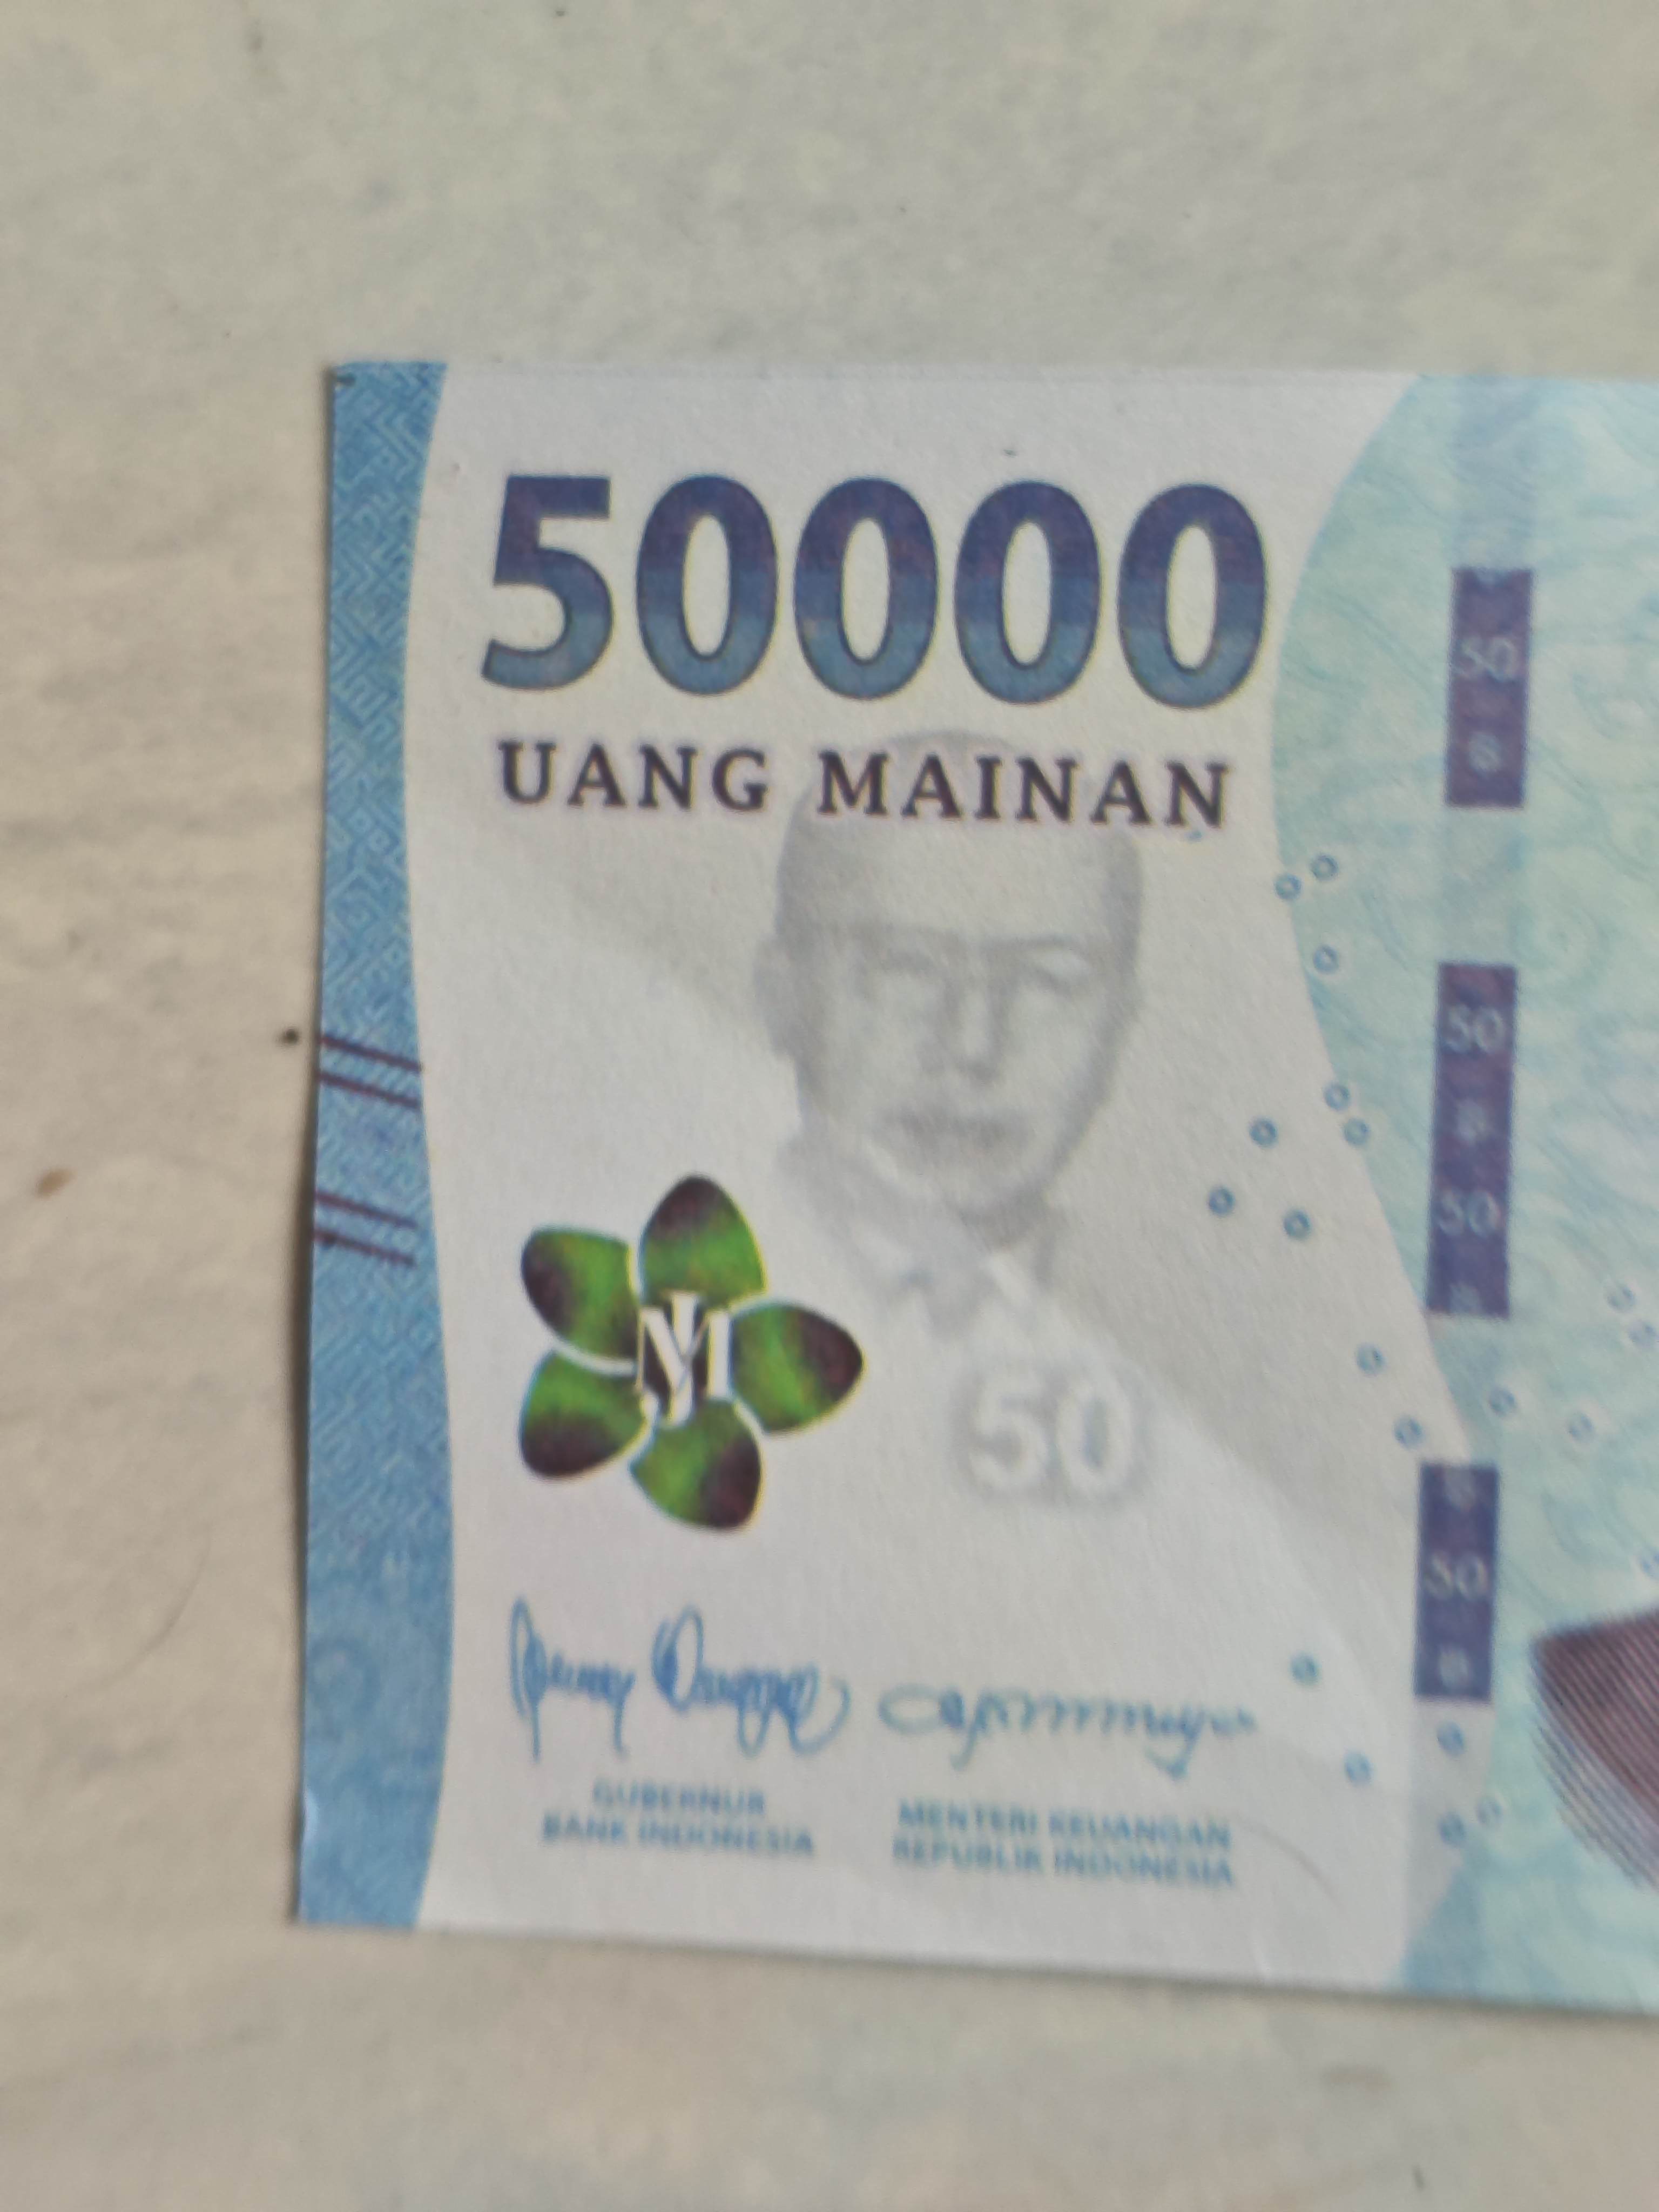 50000
UANG MAINAN
50
50
50
50
50
GUBERNUR
BANK INDONESIA
MENTERI KEUANGAN
REPUBLIK INDONESIA